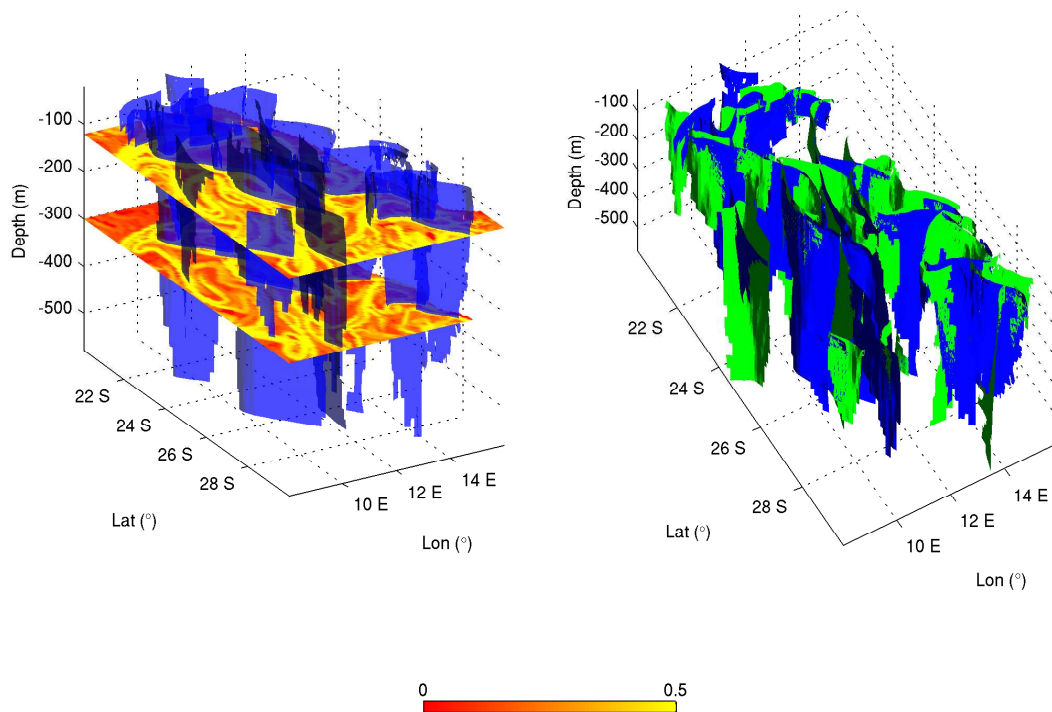 -100
-200
-300
-400
-500
Depth (m)
22 S
24 S
26 S
28 S
Lat (°)
10 E
12 E
14 E
Lon (°)
-100
-200
-300
-400
-500
Depth (m)
22 S
24 S
26 S
28 S
Lat (°)
10 E
12 E
14 E
Lon (°)
0
0.5